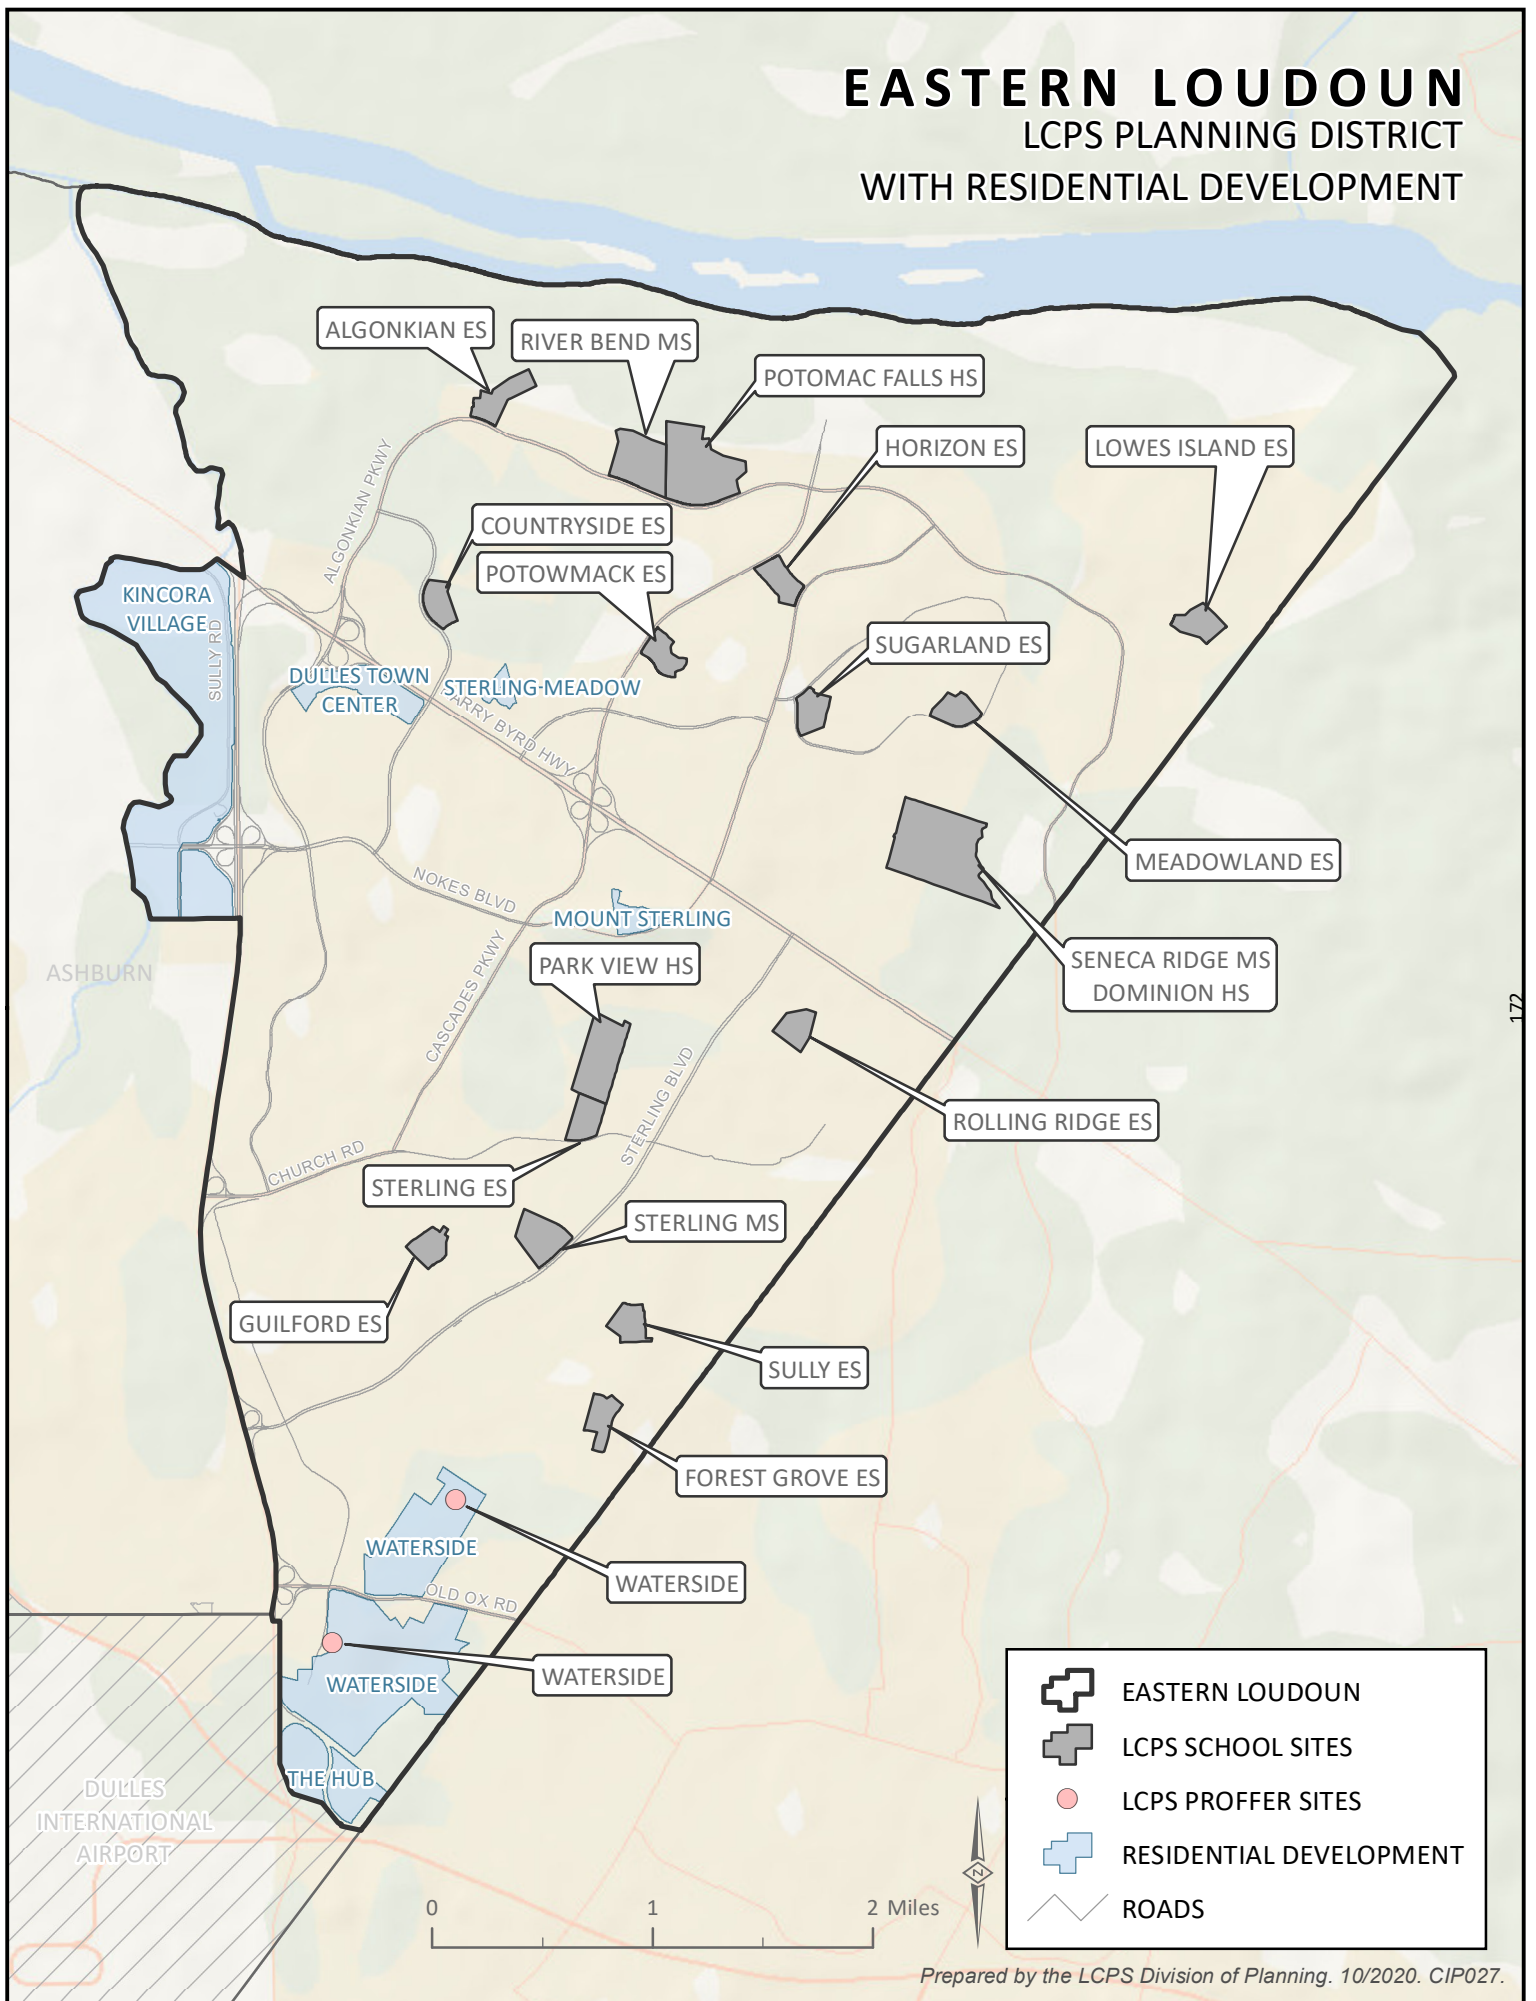 EASTERN LOUDOUN
LCPS PLANNING DISTRICT
WITH RESIDENTIAL DEVELOPMENT
ALGONKIAN ES
RIVER BEND MS
POTOMAC FALLS HS
HORIZON ES
LOWES ISLAND ES
ALGONKIAN PKWY
COUNTRYSIDE ES
POTOWMACK ES
KINCORA
VILLAGE
SULLY RD
SUGARLAND ES
DULLES TOWN
CENTER
STERLING MEADOW
ARRY BYRD HWY
MEADOWLAND ES
NOKES BLVD
MOUNT STERLING
PARK VIEW HS
SENECA RIDGE MS
DOMINION HS
ASHBURN
172
CASCADES PKWY
STERLING BLVD
ROLLING RIDGE ES
CHURCH RD
STERLING ES
STERLING MS
GUILFORD ES
SULLY ES
FOREST GROVE ES
WATERSIDE
WATERSIDE
OLD OX RD
WATERSIDE
WATERSIDE
THE HUB
DULLES
INTERNATIONAL
AIRPORT
EASTERN LOUDOUN
LCPS SCHOOL SITES
LCPS PROFFER SITES
RESIDENTIAL DEVELOPMENT
ROADS
N
0 1 2 Miles
Prepared by the LCPS Division of Planning. 10/2020. CIP027.